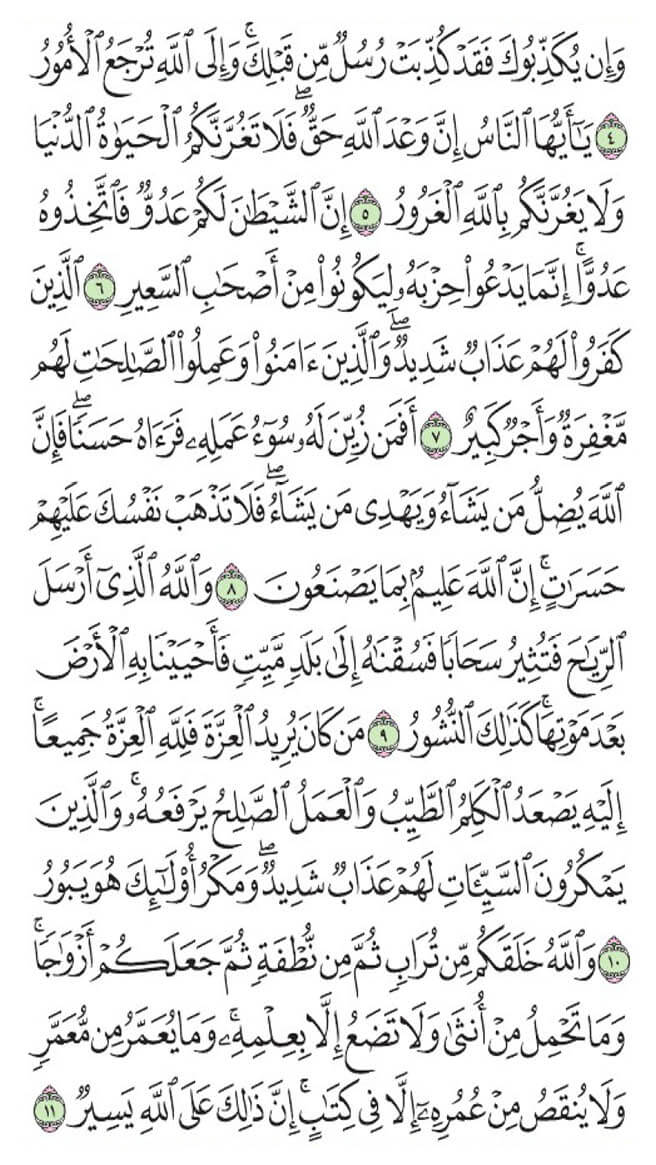 وَإِن يُكَذِّبُوكَ فَقَدْ كُذِّبَتْ رُسُلٌ مِّن قَبْلِكَۚ وَإِلَى ٱللَّهِ تُرْجَعُ ٱلْأُمُورُ
٤ يَـٰٓأَيُّهَا ٱلنَّاسُ إِنَّ وَعْدَ ٱللَّهِ حَقٌّۖ فَلَا تَغُرَّنَّكُمُ ٱلْحَيَوٰةُ ٱلدُّنْيَا
وَلَا يَغُرَّنَّكُم بِٱللَّهِ ٱلْغَرُورُ ٥ إِنَّ ٱلشَّيْطَـٰنَ لَكُمْ عَدُوٌّ فَٱتَّخِذُوهُ
عَدُوًّاۚ إِنَّمَا يَدْعُوا۟ حِزْبَهُۥ لِيَكُونُوا۟ مِنْ أَصْحَـٰبِ ٱلسَّعِيرِ ٦ ٱلَّذِينَ
كَفَرُوا۟ لَهُمْ عَذَابٌ شَدِيدٌۖ وَٱلَّذِينَ ءَامَنُوا۟ وَعَمِلُوا۟ ٱلصَّـٰلِحَـٰتِ لَهُم
مَّغْفِرَةٌ وَأَجْرٌ كَبِيرٌ ٧ أَفَمَن زُيِّنَ لَهُۥ سُوٓءُ عَمَلِهِۦ فَرَءَاهُ حَسَنًاۖ فَإِنَّ
ٱللَّهَ يُضِلُّ مَن يَشَآءُ وَيَهْدِى مَن يَشَآءُۖ فَلَا تَذْهَبْ نَفْسُكَ عَلَيْهِمْ
حَسَرَٰتٍۚ إِنَّ ٱللَّهَ عَلِيمٌۢ بِمَا يَصْنَعُونَ ٨ وَٱللَّهُ ٱلَّذِىٓ أَرْسَلَ
ٱلرِّيَـٰحَ فَتُثِيرُ سَحَابًا فَسُقْنَـٰهُ إِلَىٰ بَلَدٍ مَّيِّتٍ فَأَحْيَيْنَا بِهِ ٱلْأَرْضَ
بَعْدَ مَوْتِهَاۚ كَذَٰلِكَ ٱلنُّشُورُ ٩ مَن كَانَ يُرِيدُ ٱلْعِزَّةَ فَلِلَّهِ ٱلْعِزَّةُ جَمِيعًاۚ
إِلَيْهِ يَصْعَدُ ٱلْكَلِمُ ٱلطَّيِّبُ وَٱلْعَمَلُ ٱلصَّـٰلِحُ يَرْفَعُهُۥۚ وَٱلَّذِينَ
يَمْكُرُونَ ٱلسَّيِّـَٔاتِ لَهُمْ عَذَابٌ شَدِيدٌۖ وَمَكْرُ أُو۟لَـٰٓئِكَ هُوَ يَبُورُ
١٠ وَٱللَّهُ خَلَقَكُم مِّن تُرَابٍ ثُمَّ مِن نُّطْفَةٍ ثُمَّ جَعَلَكُمْ أَزْوَٰجًاۚ
وَمَا تَحْمِلُ مِنْ أُنثَىٰ وَلَا تَضَعُ إِلَّا بِعِلْمِهِۦۚ وَمَا يُعَمَّرُ مِن مُّعَمَّرٍ
وَلَا يُنقَصُ مِنْ عُمُرِهِۦٓ إِلَّا فِى كِتَـٰبٍۚ إِنَّ ذَٰلِكَ عَلَى ٱللَّهِ يَسِيرٌ ١١